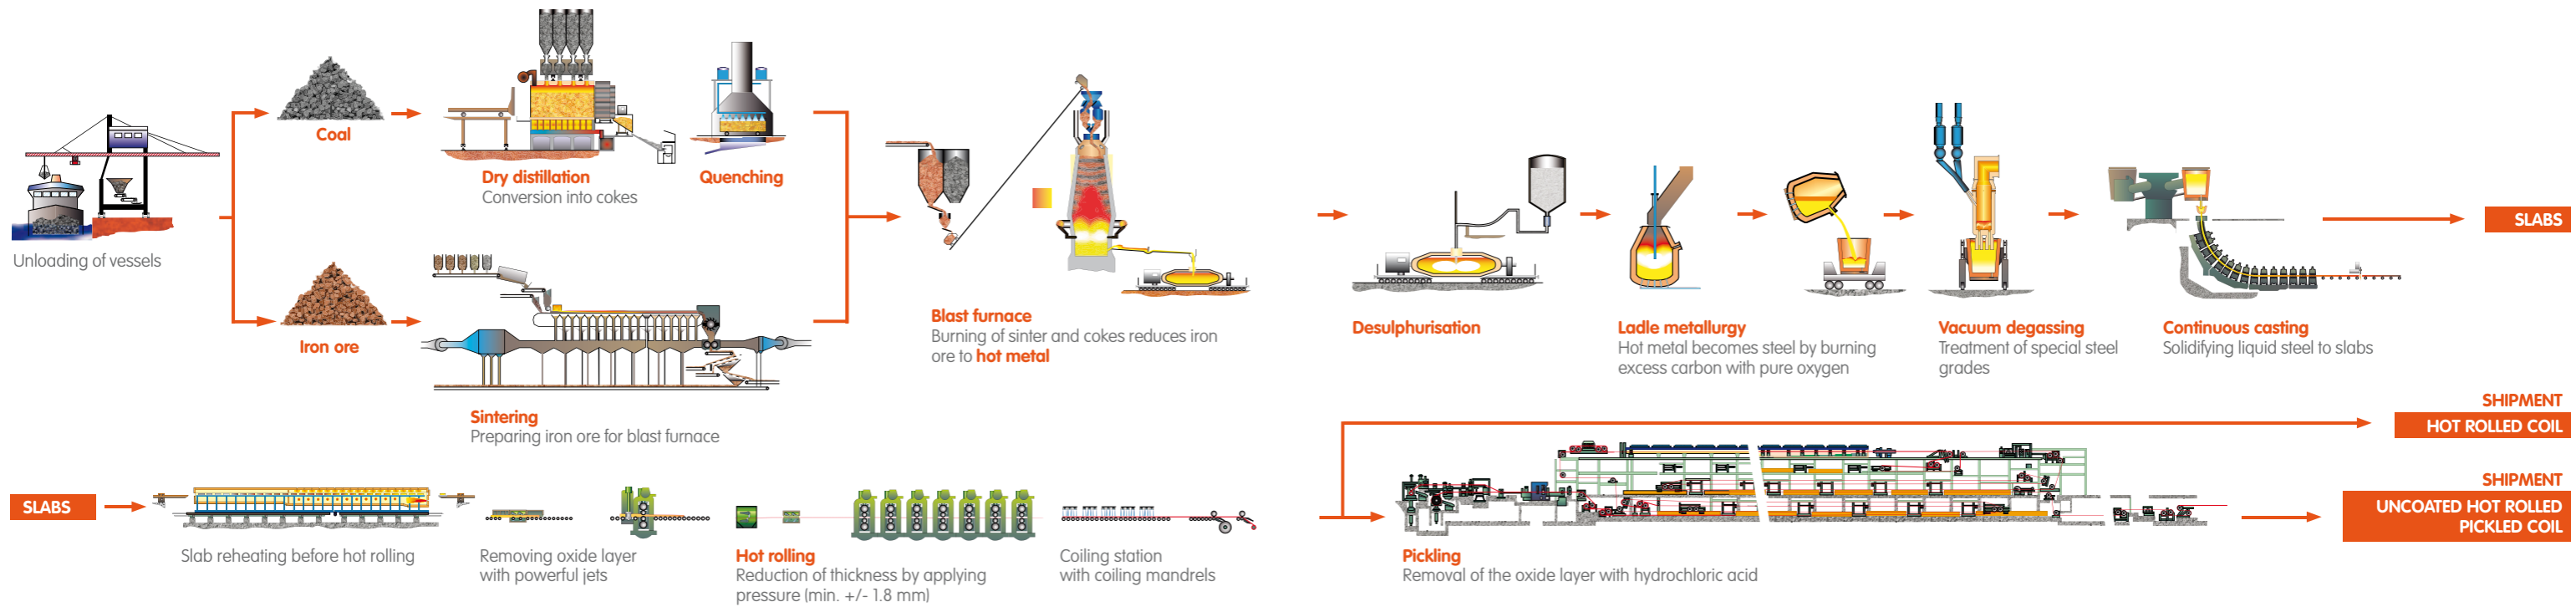 Unloading of vessels
Coal
Iron ore
Dry distillation
Conversion into cokes
Quenching
Sintering
Preparing iron ore for blast furnace
Blast furnace
Burning of sinter and cokes reduces iron
ore to hot metal
Desulphurisation
Ladle metallurgy
Hot metal becomes steel by burning
excess carbon with pure oxygen
Vacuum degassing
Treatment of special steel
grades
Continuous casting
Solidifying liquid steel to slabs
SLABS
SLABS
Slab reheating before hot rolling
Removing oxide layer
with powerful jets
Hot rolling
Reduction of thickness by applying
pressure (min. +/- 1.8 mm)
Coiling station
with coiling mandrels
Pickling
Removal of the oxide layer with hydrochloric acid
SHIPMENT
HOT ROLLED COIL
SHIPMENT
UNCOATED HOT ROLLED
PICKLED COIL